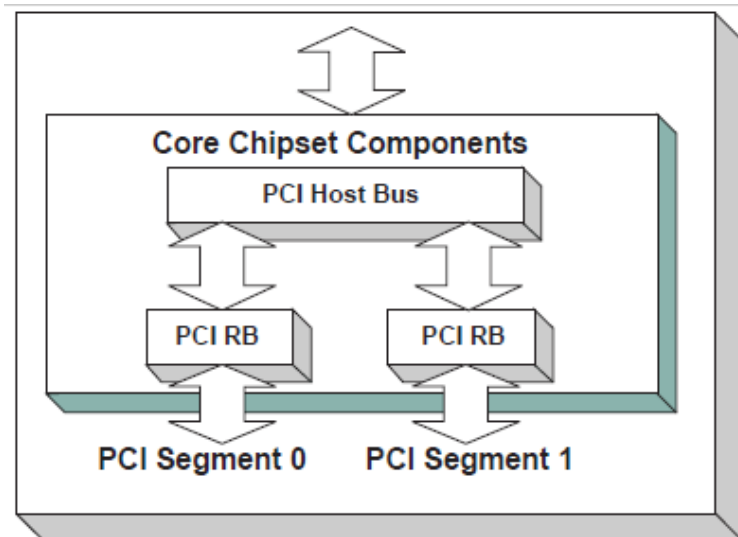 Core Chipset Components
PCI Host Bus
PCI RB
PCI RB
PCI Segment 0
PCI Segment 1